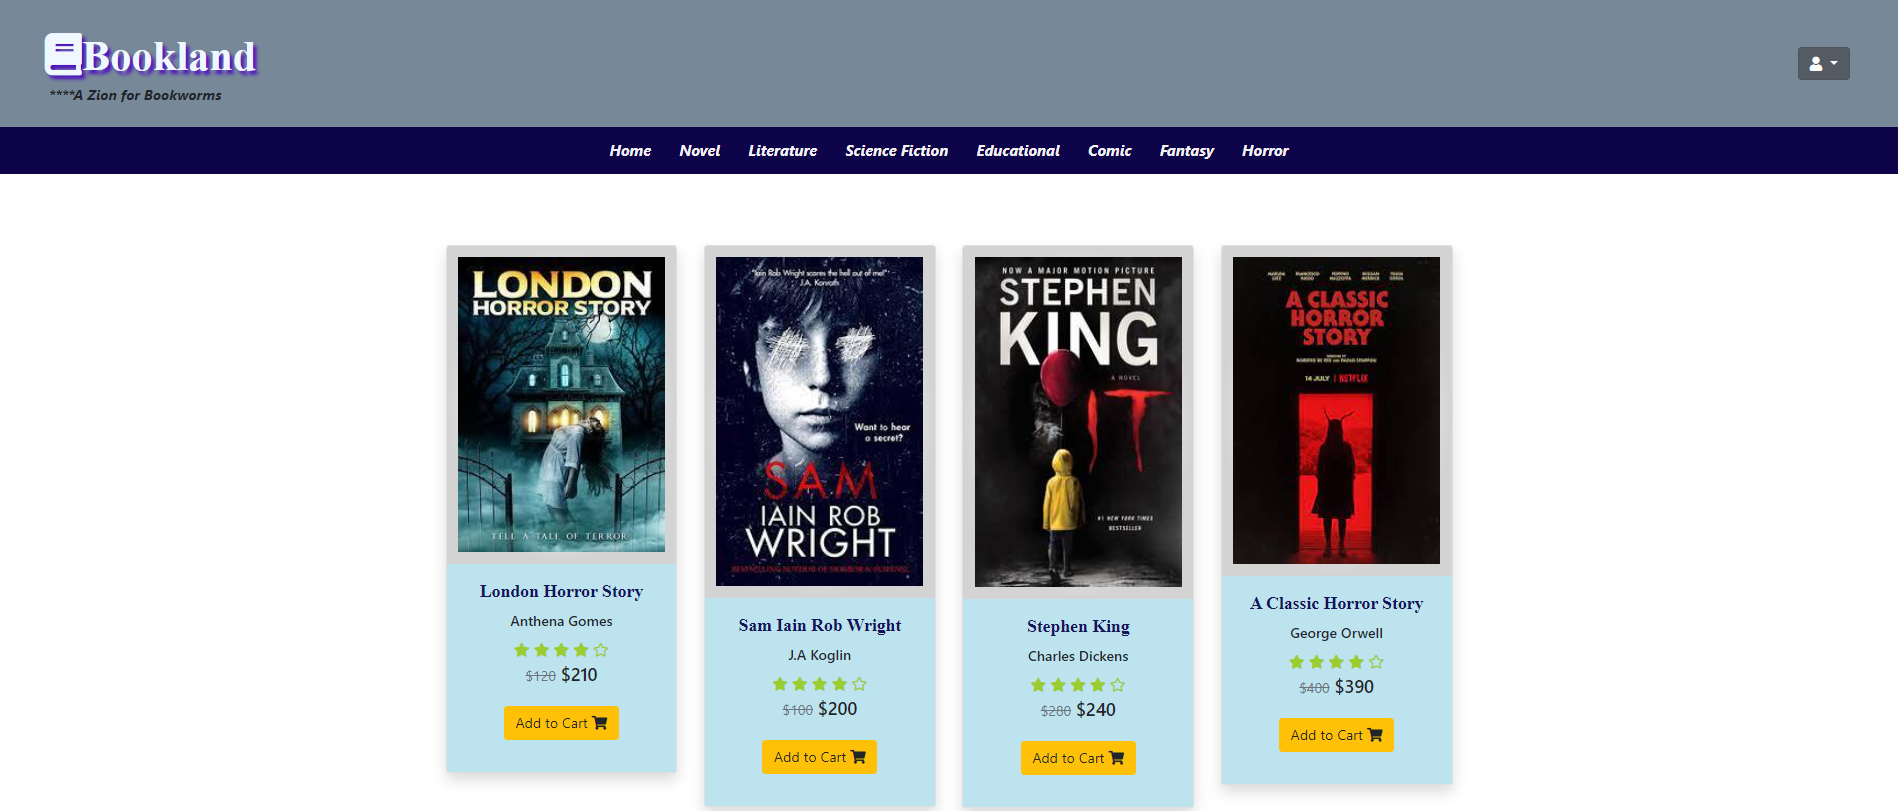 Bookland
****A Zion for Bookworms
Home Novel Literature Science Fiction Educational Comic Fantasy Horror
LONDON
HORROR STORY
TELL A TALE OF TERROR
London Horror Story
Anthena Gomes
$120 $210
Add to Cart
"Iain Rob Wright scores the hell out of me!"
J.A. Konrath
Want to hear
a secret?
SAM
IAIN ROB
WRIGHT
BESTSELLING AUTHOR OF HORROR & SUSPENSE
Sam Iain Rob Wright
J.A Koglin
$100 $200
Add to Cart
NOW A MAJOR MOTION PICTURE
STEPHEN
KING
A NOVEL
IT
#1 NEW YORK TIMES
BESTSELLER
Stephen King
Charles Dickens
$280 $240
Add to Cart
A CLASSIC
HORROR
STORY
14 JULY | NETFLIX
A Classic Horror Story
George Orwell
$400 $390
Add to Cart